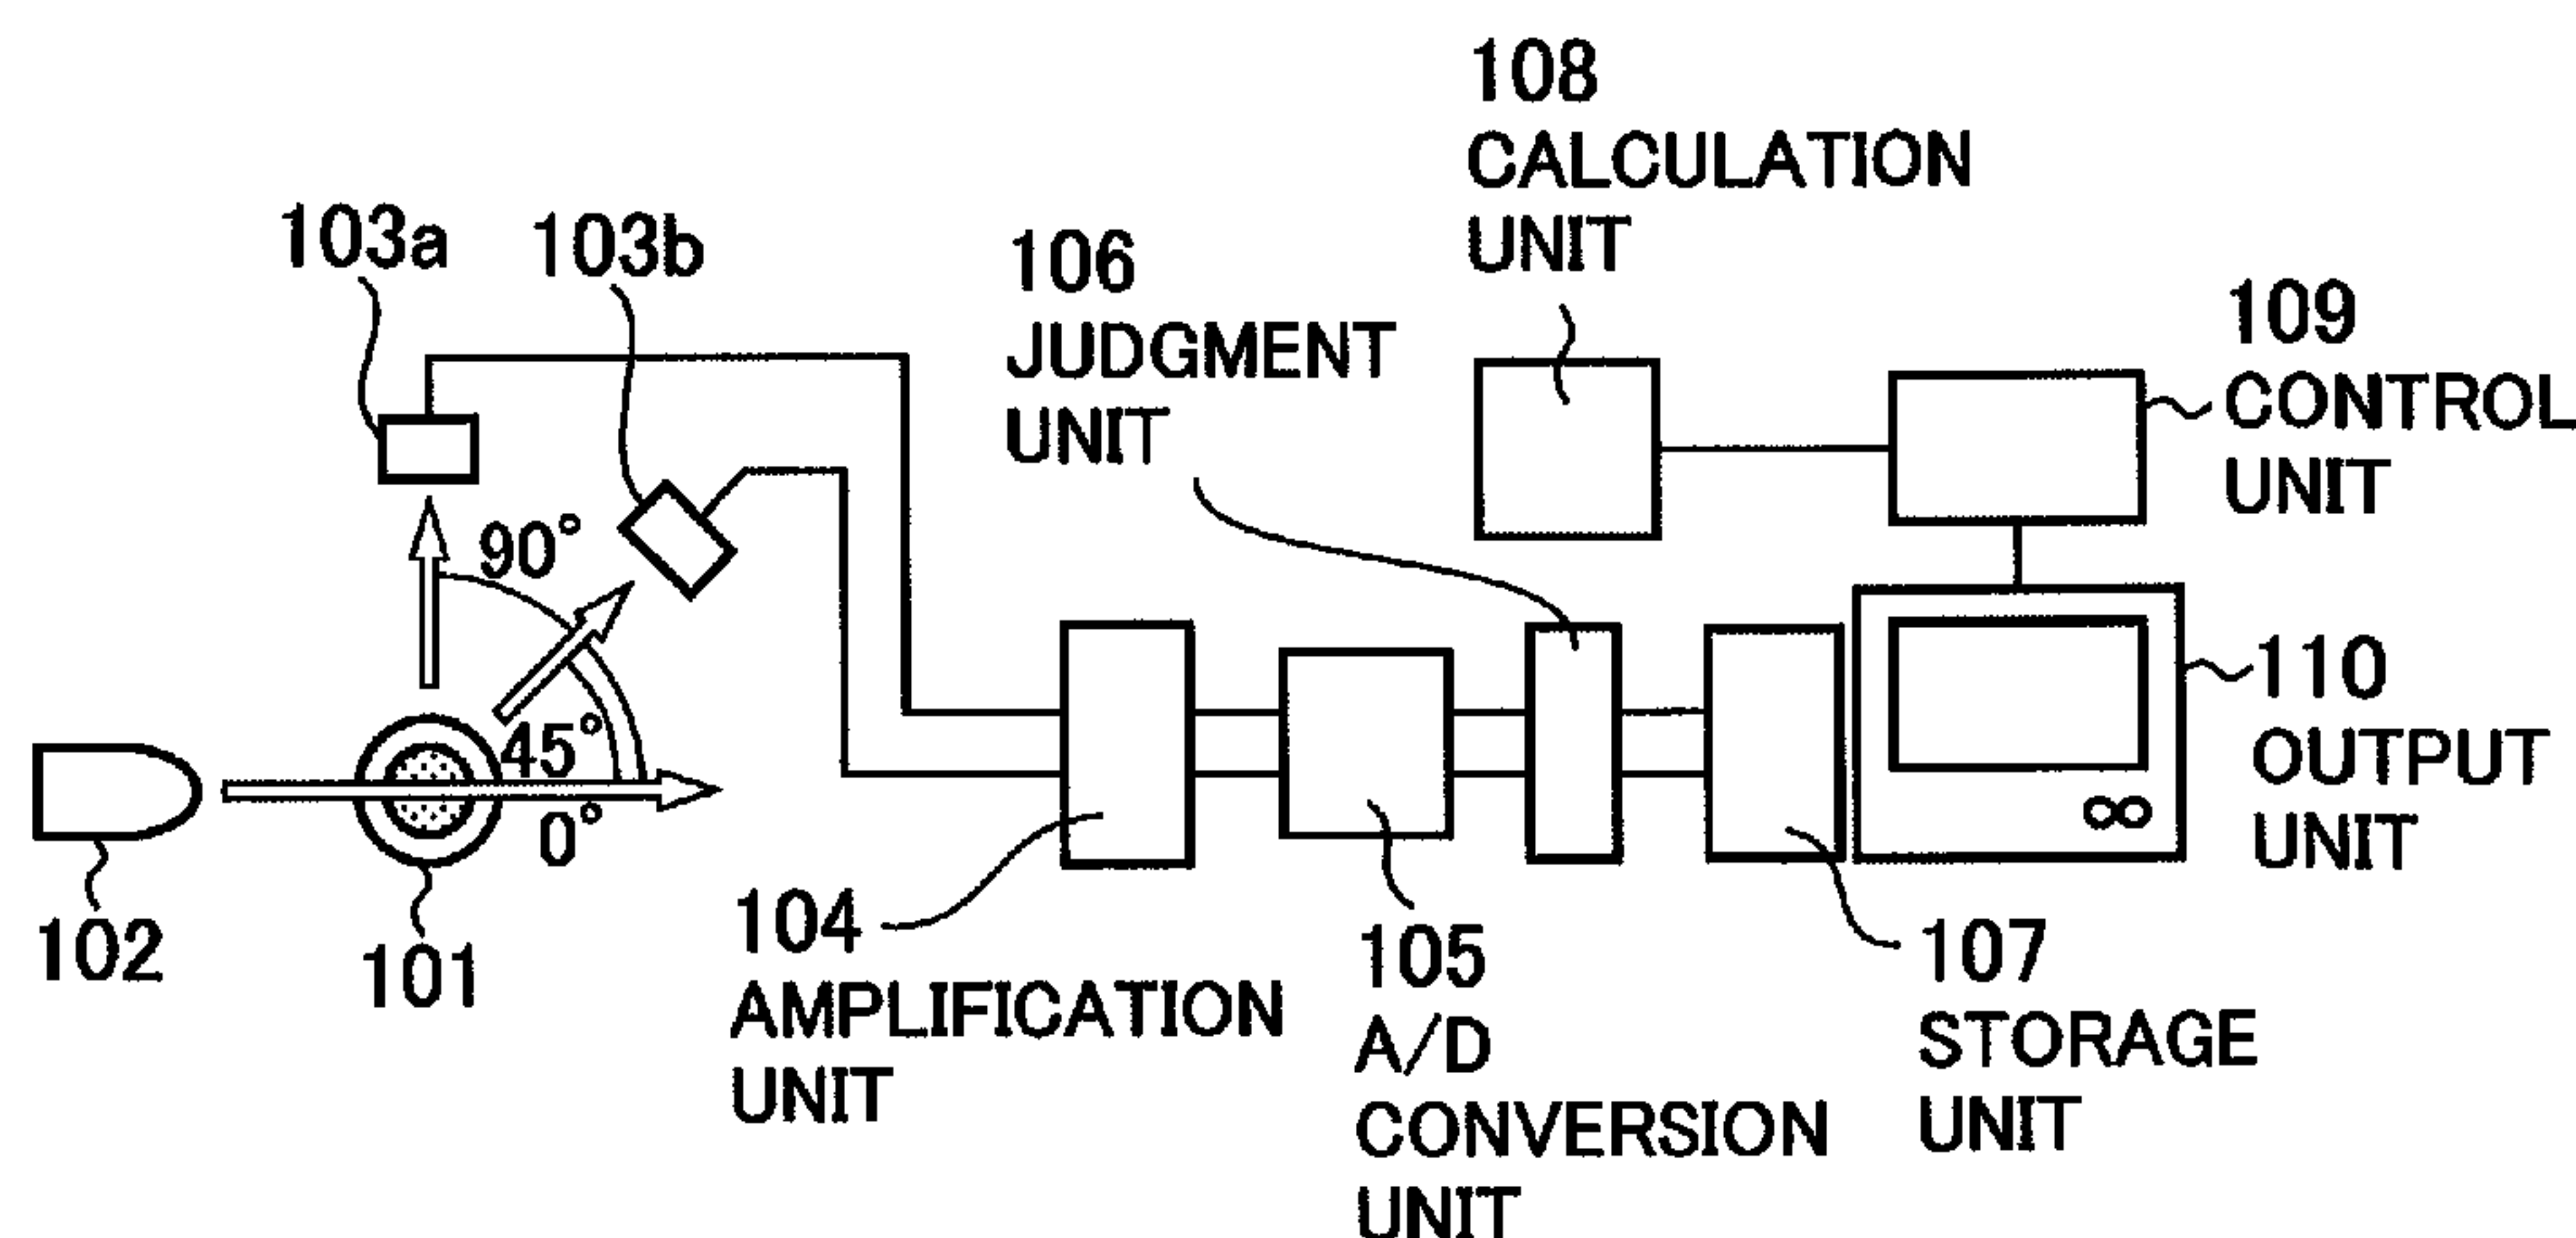 108
CALCULATION
UNIT
103a
103b
106
JUDGMENT
UNIT
109
CONTROL
UNIT
90°
45°
0°
110
OUTPUT
UNIT
102
101
104
AMPLIFICATION
UNIT
105
A/D
CONVERSION
UNIT
107
STORAGE
UNIT